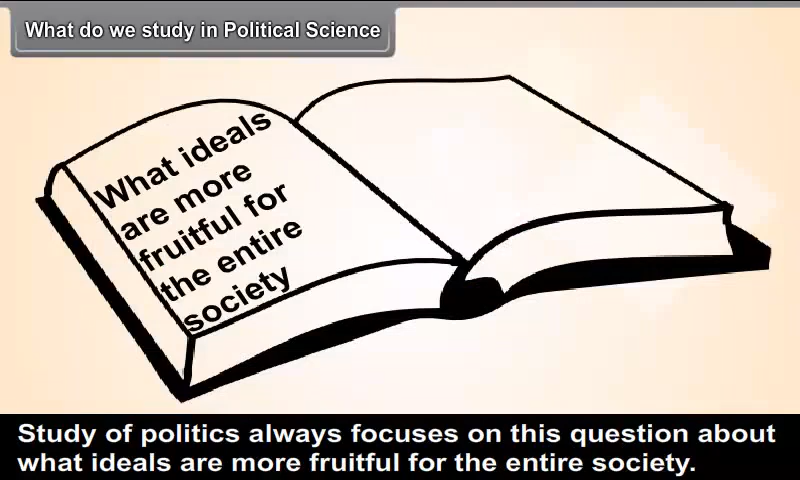 What do we study in Political Science
What ideals
are more
fruitful for
the entire
society
Study of politics always focuses on this question about
what ideals are more fruitful for the entire society.